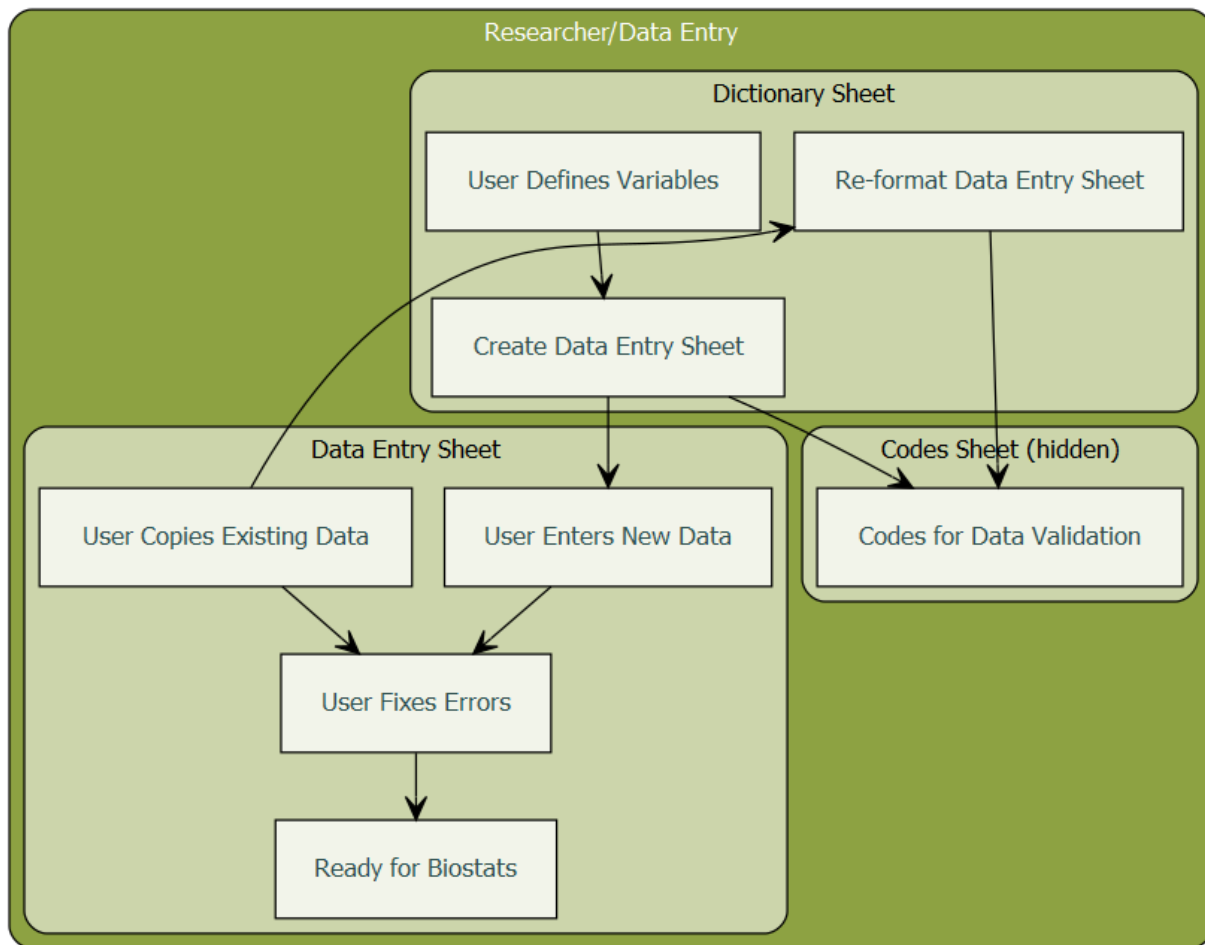 Researcher/Data Entry
Dictionary Sheet
User Defines Variables
Re-format Data Entry Sheet
Create Data Entry Sheet
Data Entry Sheet
Codes Sheet (hidden)
User Copies Existing Data
User Enters New Data
Codes for Data Validation
User Fixes Errors
Ready for Biostats